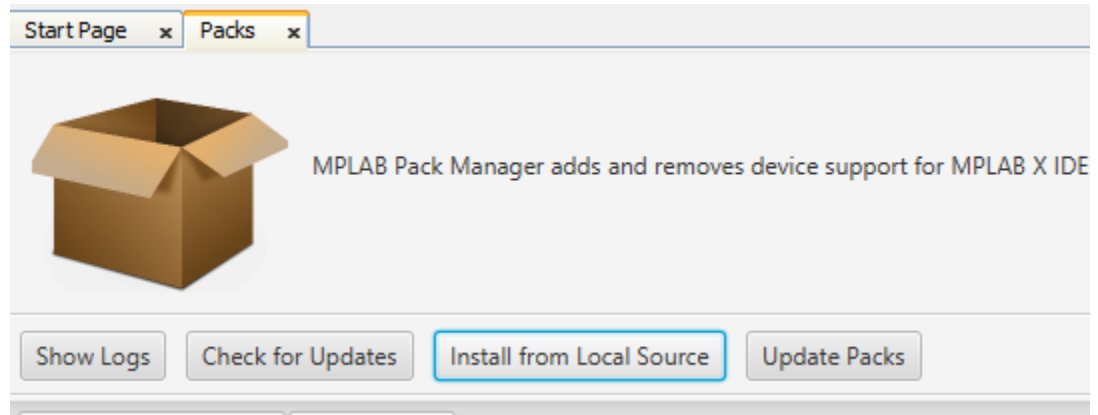 Start Page x Packs x
MPLAB Pack Manager adds and removes device support for MPLAB X IDE
Show Logs Check for Updates Install from Local Source Update Packs